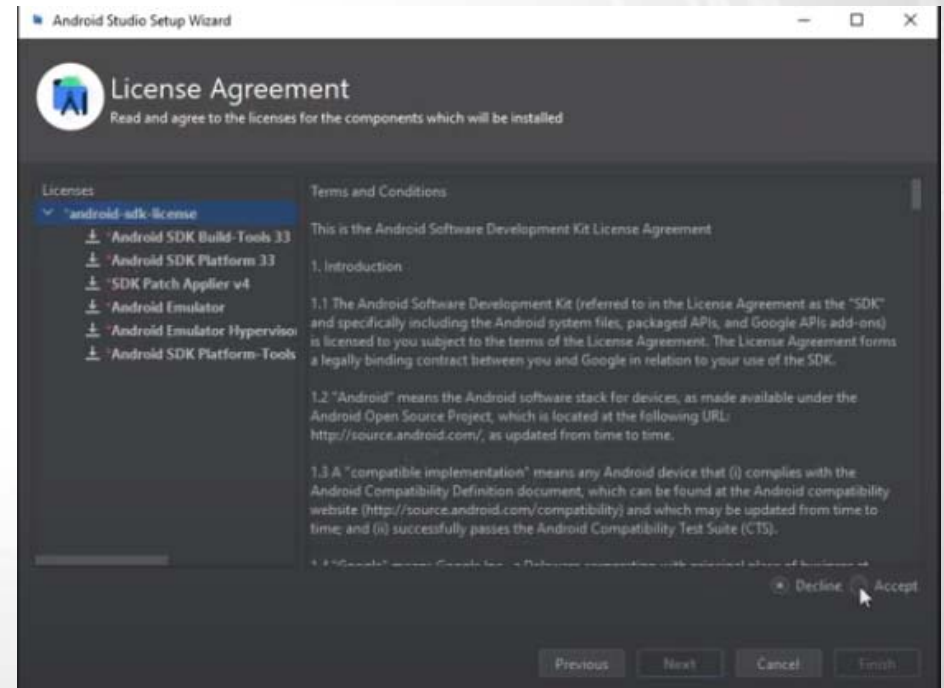 Android Studio Setup Wizard
License Agreement
Read and agree to the licenses for the components which will be installed
Licenses
*android-sdk-license
*Android SDK Build-Tools 33
*Android SDK Platform 33
*SDK Patch Applier v4
*Android Emulator
*Android Emulator Hypervisor
*Android SDK Platform-Tools
Terms and Conditions
This is the Android Software Development Kit License Agreement
1. Introduction
1.1 The Android Software Development Kit (referred to in the License Agreement as the "SDK"
and specifically including the Android system files, packaged APIs, and Google APIs add-ons)
is licensed to you subject to the terms of the License Agreement. The License Agreement forms
a legally binding contract between you and Google in relation to your use of the SDK.
1.2 "Android" means the Android software stack for devices, as made available under the
Android Open Source Project, which is located at the following URL:
http://source.android.com/, as updated from time to time.
1.3 A "compatible implementation" means any Android device that (i) complies with the
Android Compatibility Definition document, which can be found at the Android compatibility
website (http://source.android.com/compatibility) and which may be updated from time to
time; and (ii) successfully passes the Android Compatibility Test Suite (CTS).
Decline Accept
Previous Next Cancel Finish